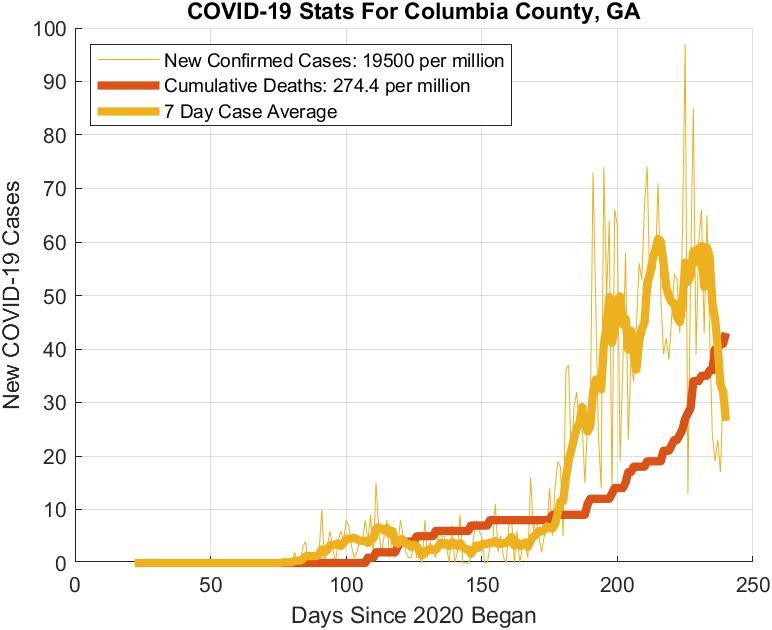 COVID-19 Stats For Columbia County, GA
New Confirmed Cases: 19500 per million
Cumulative Deaths: 274.4 per million
7 Day Case Average
New COVID-19 Cases
100
90
80
70
60
50
40
30
20
10
0
0 50 100 150 200 250
Days Since 2020 Began